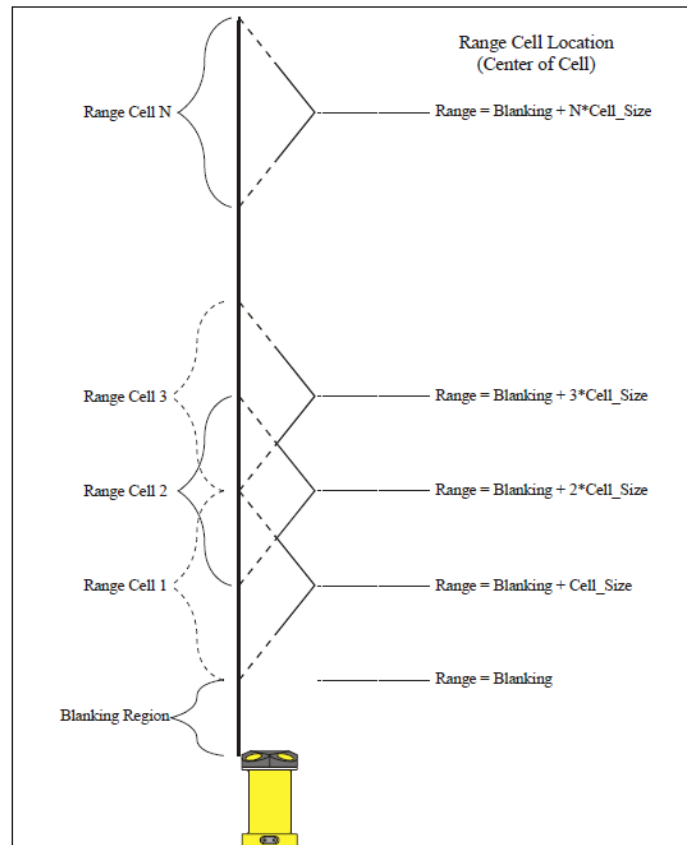 Range Cell Location
(Center of Cell)
Range Cell N
Range = Blanking + N*Cell_Size
Range Cell 3
Range = Blanking + 3*Cell_Size
Range Cell 2
Range = Blanking + 2*Cell_Size
Range Cell 1
Range = Blanking + Cell_Size
Range = Blanking
Blanking Region